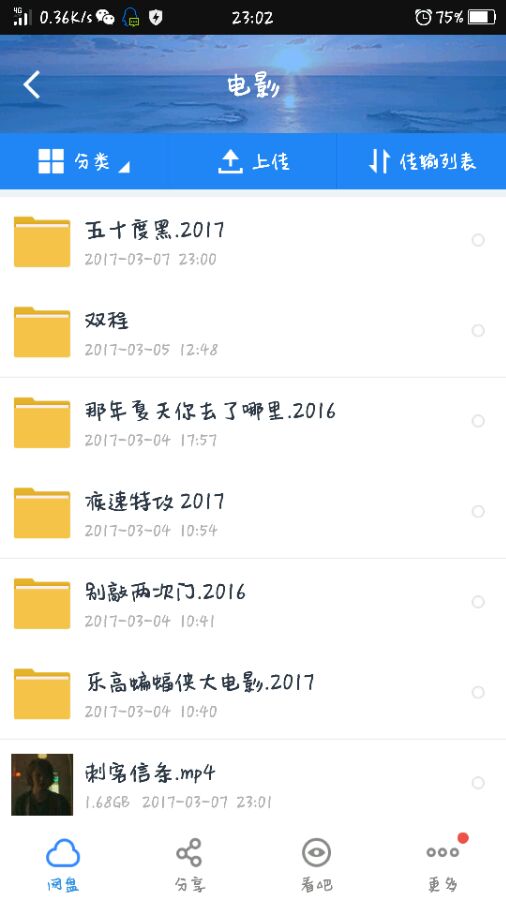 4G 0.36K/s 23:02 75%
电影
分类 上传 传输列表
五十度黑.2017
2017-03-07 23:00
双程
2017-03-05 12:48
那年夏天你去了哪里.2016
2017-03-04 17:57
疾速特攻 2017
2017-03-04 10:54
别敲两次门.2016
2017-03-04 10:41
乐高蝙蝠侠大电影.2017
2017-03-04 10:40
刺客信条.mp4
1.68GB 2017-03-07 23:01
网盘 分享 看吧 更多